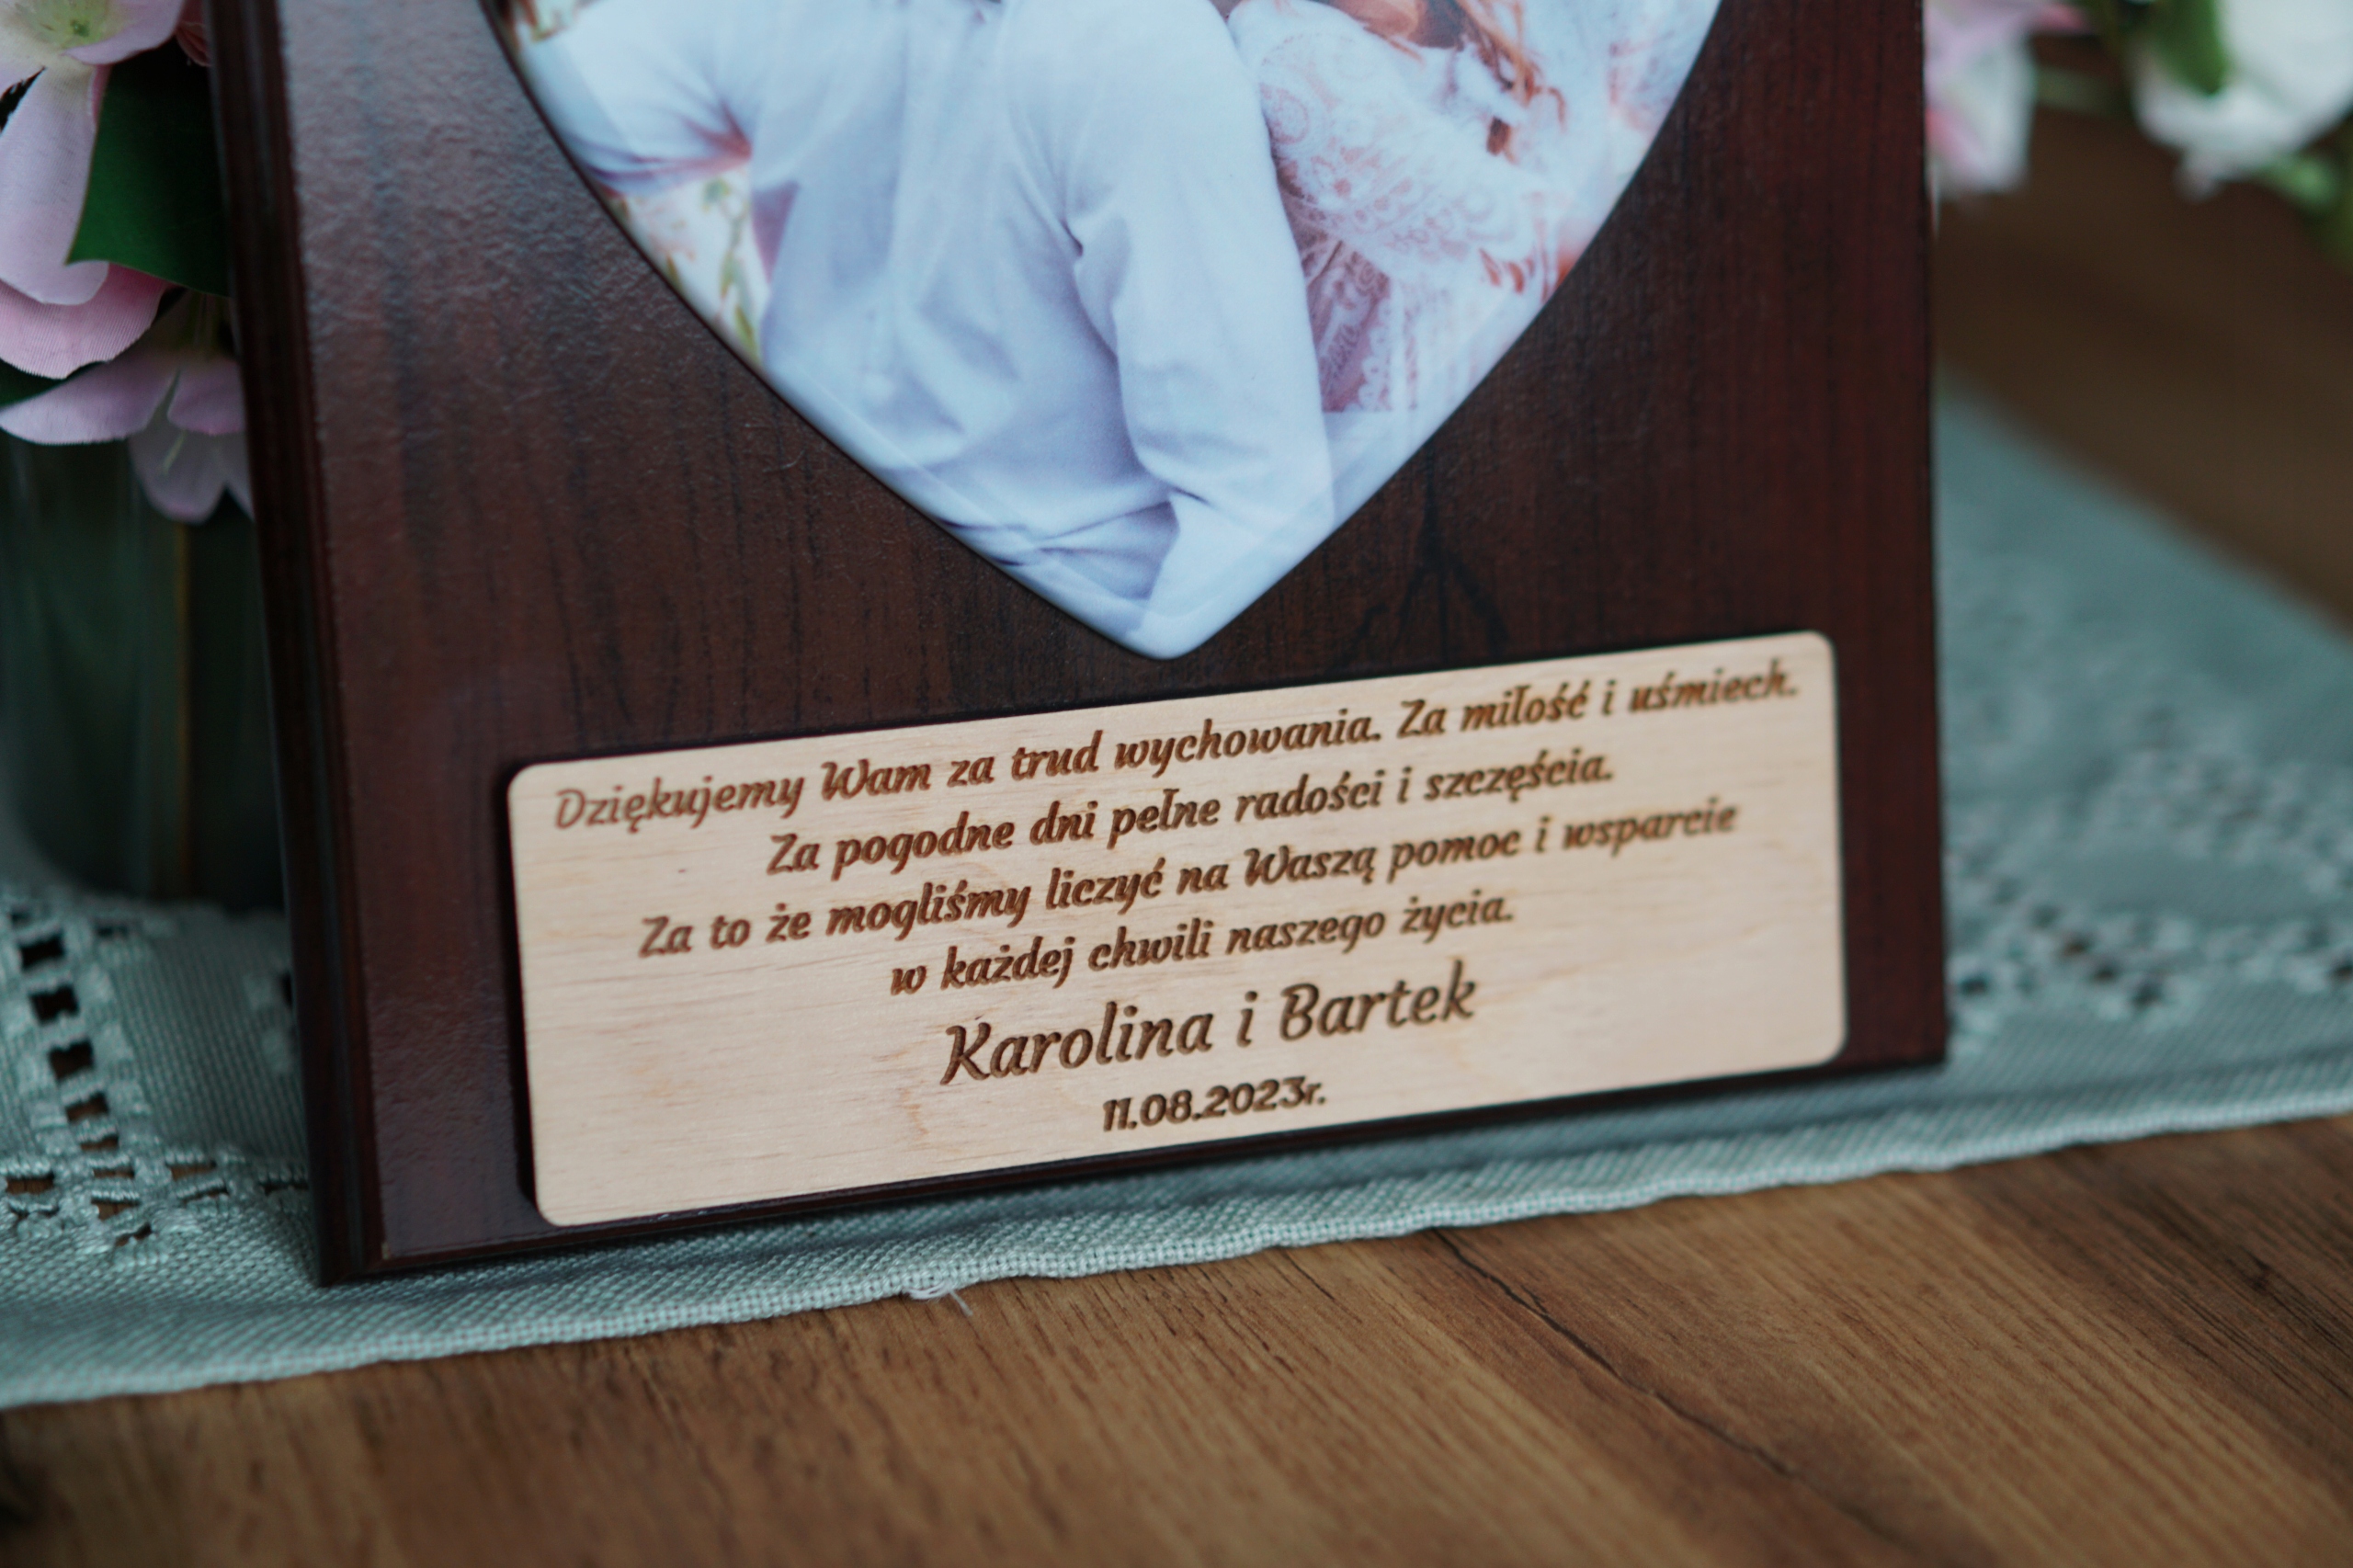 Dziękujemy Wam za trud wychowania. Za miłość i uśmiech.
Za pogodne dni pełne radości i szczęścia.
Za to że mogliśmy liczyć na Waszą pomoc i wsparcie
w każdej chwili naszego życia.
Karolina i Bartek
11.08.2023r.